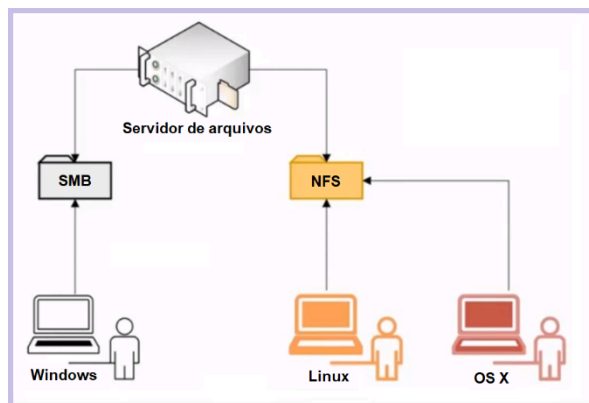 Servidor de arquivos
SMB
NFS
Windows
Linux
OS X